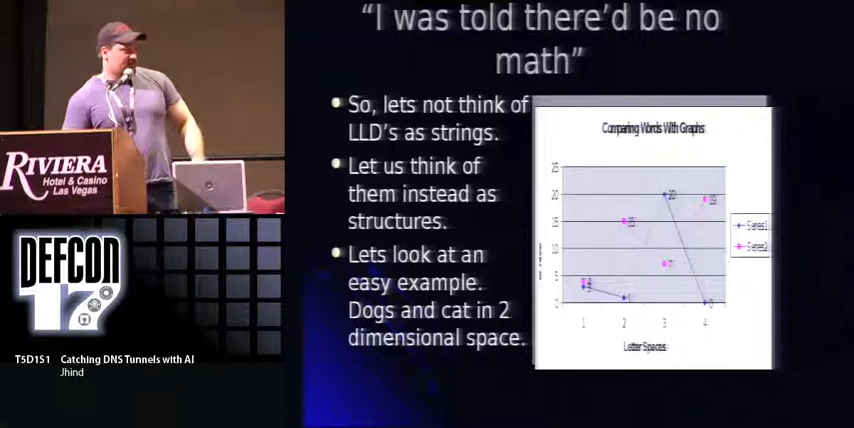 “I was told there’d be no
math”
So, lets not think of
LLD’s as strings.
Let us think of
them instead as
structures.
Lets look at an
easy example.
Dogs and cat in 2
dimensional space.
Comparing Words With Graphs
25
20
15
10
5
0
20
19
15
7
1
0
1 2 3 4
Letter Spaces
Series1
Series2
RIVIERA
Hotel & Casino
Las Vegas
DEFCON
17
T5D1S1 Catching DNS Tunnels with AI
Jhind